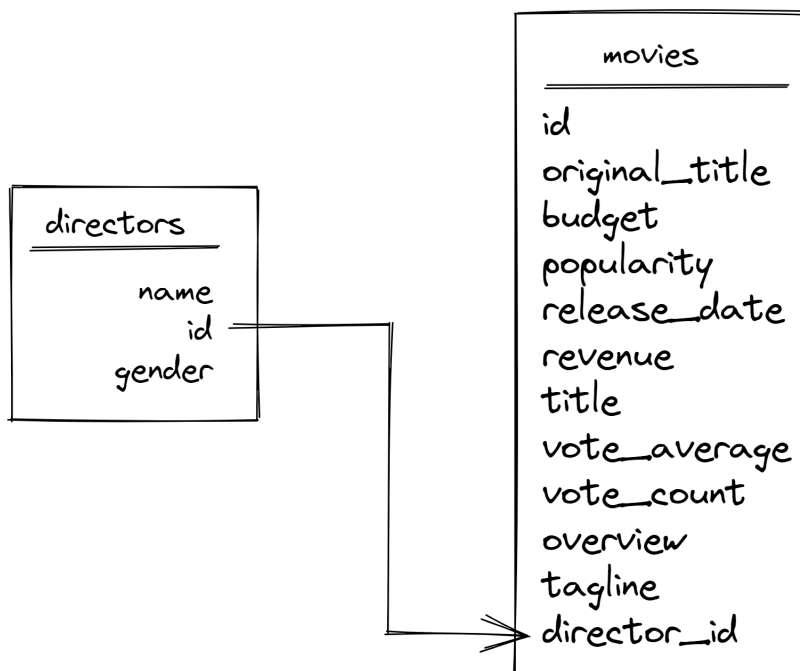 directors
name
id
gender
movies
id
original_title
budget
popularity
release_date
revenue
title
vote_average
vote_count
overview
tagline
director_id